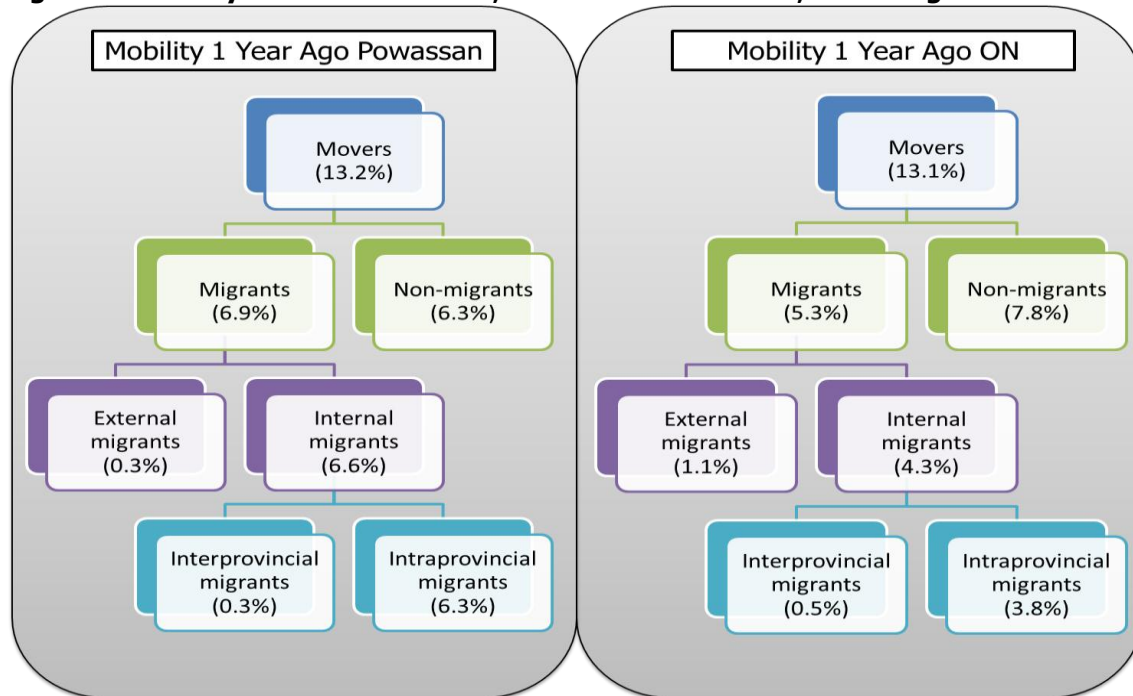 Mobility 1 Year Ago Powassan
Movers
(13.2%)
Migrants
(6.9%)
Non-migrants
(6.3%)
External
migrants
(0.3%)
Internal
migrants
(6.6%)
Interprovincial
migrants
(0.3%)
Intraprovincial
migrants
(6.3%)
Mobility 1 Year Ago ON
Movers
(13.1%)
Migrants
(5.3%)
Non-migrants
(7.8%)
External
migrants
(1.1%)
Internal
migrants
(4.3%)
Interprovincial
migrants
(0.5%)
Intraprovincial
migrants
(3.8%)